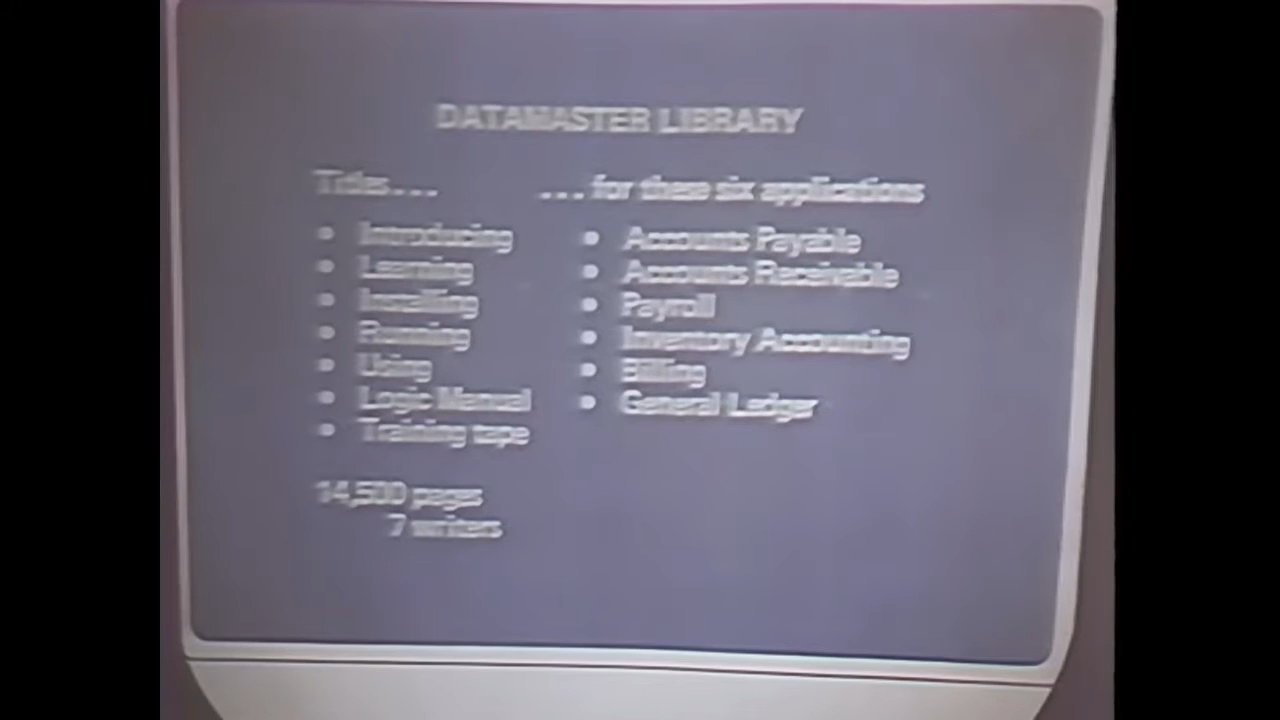 DATAMASTER LIBRARY
Titles... ... for these six applications
• Introducing • Accounts Payable
• Learning • Accounts Receivable
• Installing • Payroll
• Running • Inventory Accounting
• Using • Billing
• Logic Manual • General Ledger
• Training tape
14,500 pages
7 writers